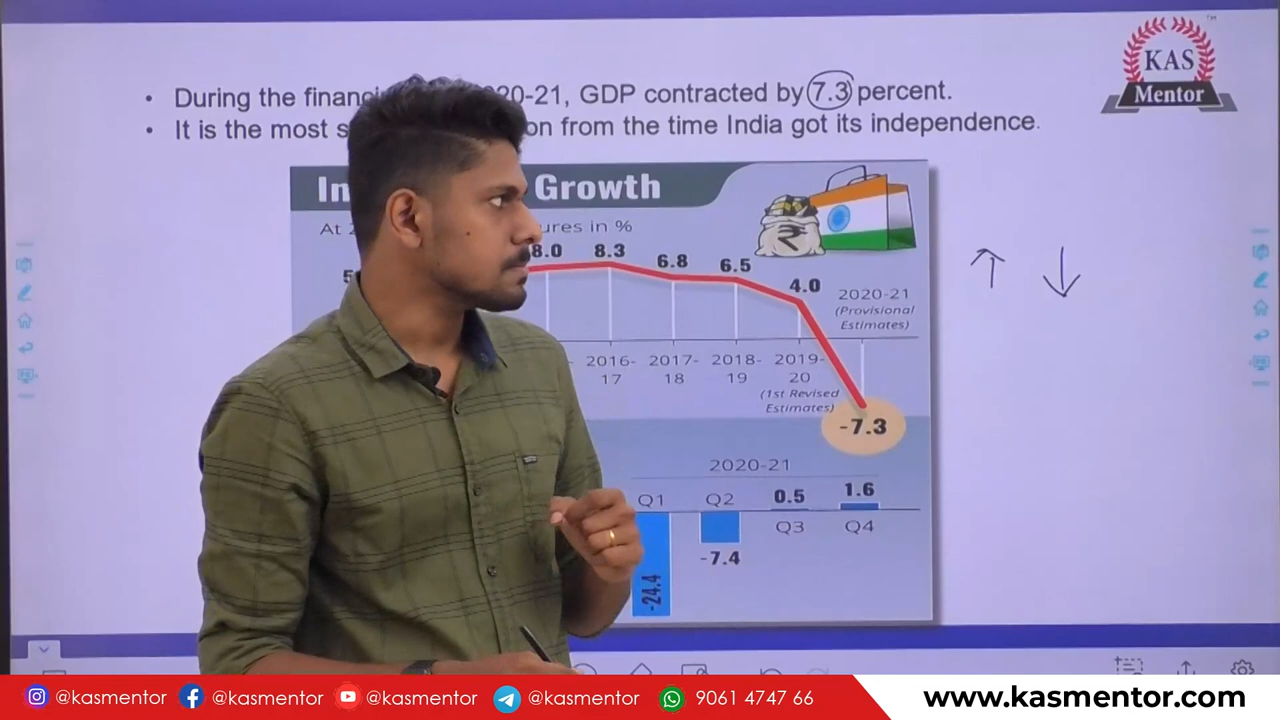 KAS
Mentor
TM
• During the 20-21, GDP contracted by 7.3 percent.
• It is the most on from the time India got its independence.
In Growth
At in %
8.0 8.3 6.8 6.5 4.0
2020-21
(Provisional
Estimates)
2016- 2017- 2018- 2019-
17 18 19 20
(1st Revised
Estimates)
-7.3
2020-21
Q1 Q2 0.5 1.6
Q3 Q4
-7.4
-24.4
@kasmentor @kasmentor @kasmentor @kasmentor 9061 4747 66 www.kasmentor.com